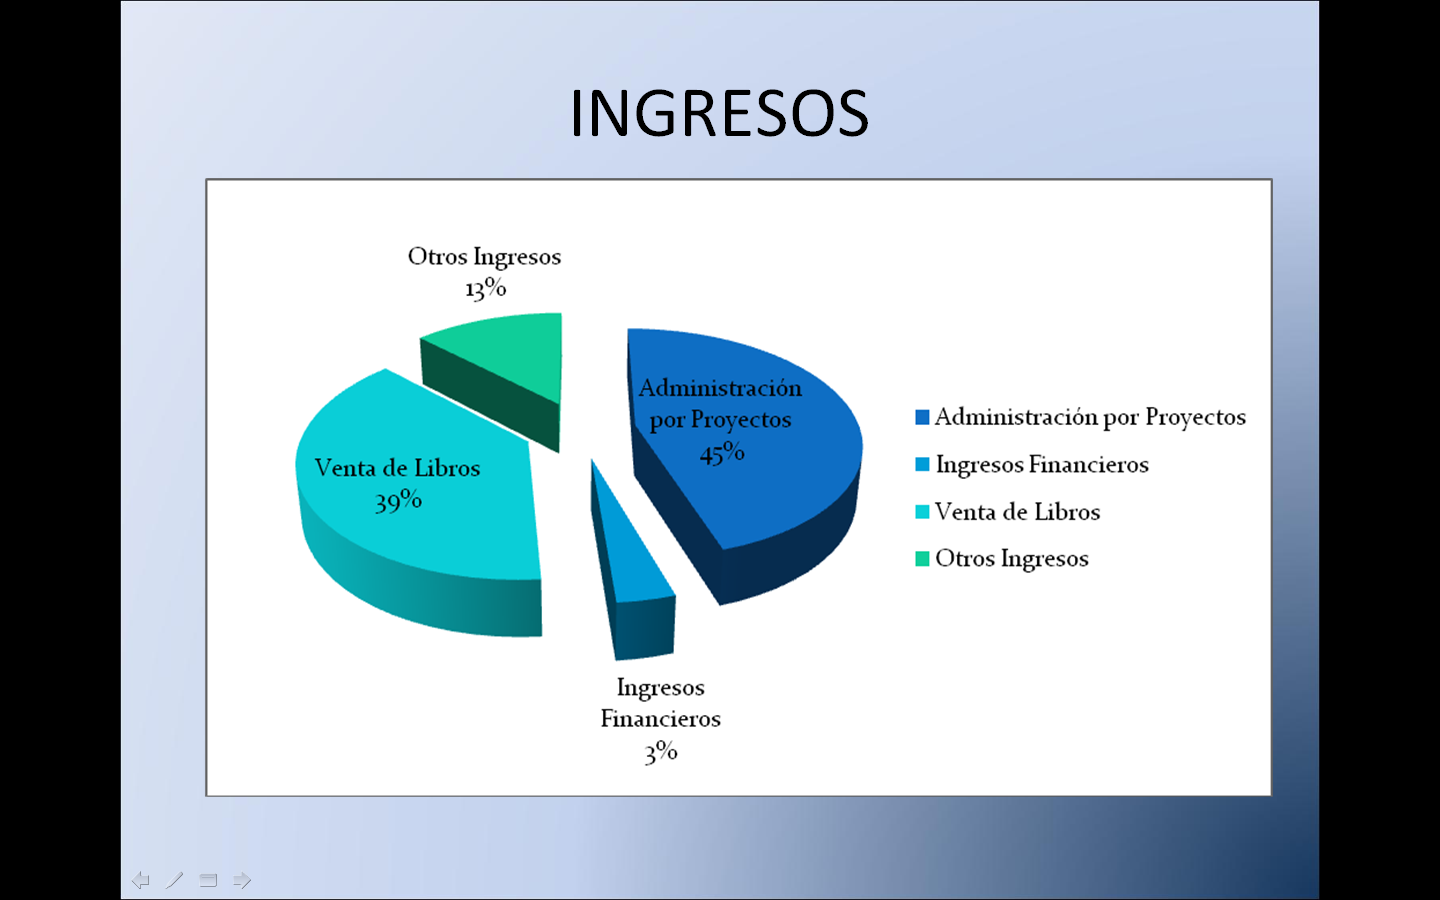 INGRESOS
Otros Ingresos
13%
Administración
por Proyectos
45%
Venta de Libros
39%
Ingresos
Financieros
3%
Administración por Proyectos
Ingresos Financieros
Venta de Libros
Otros Ingresos